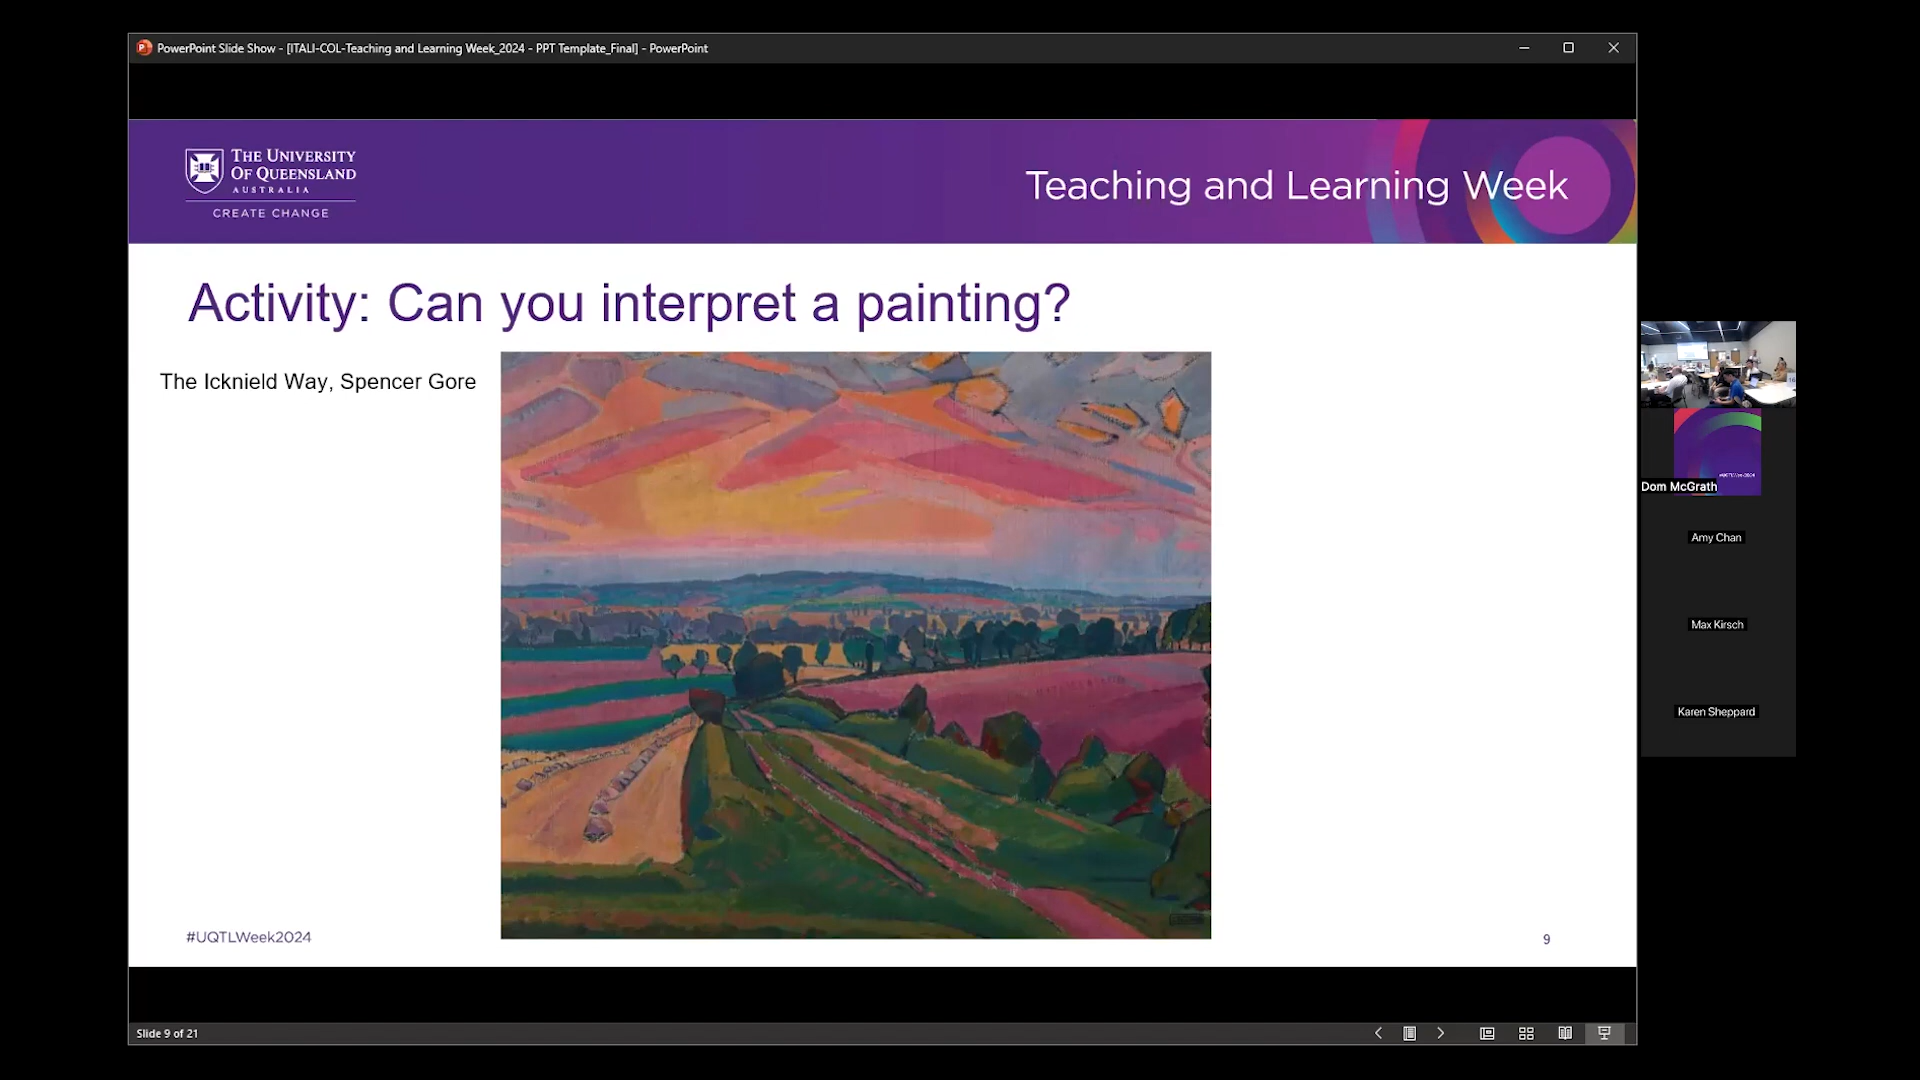 PowerPoint Slide Show - [ITALI-COL-Teaching and Learning Week_2024 - PPT Template_Final] - PowerPoint
THE UNIVERSITY
OF QUEENSLAND
AUSTRALIA
CREATE CHANGE
Teaching and Learning Week
Activity: Can you interpret a painting?
The Icknield Way, Spencer Gore
Dom McGrath
Amy Chan
Max Kirsch
Karen Sheppard
#UQTLWeek2024
9
Slide 9 of 21